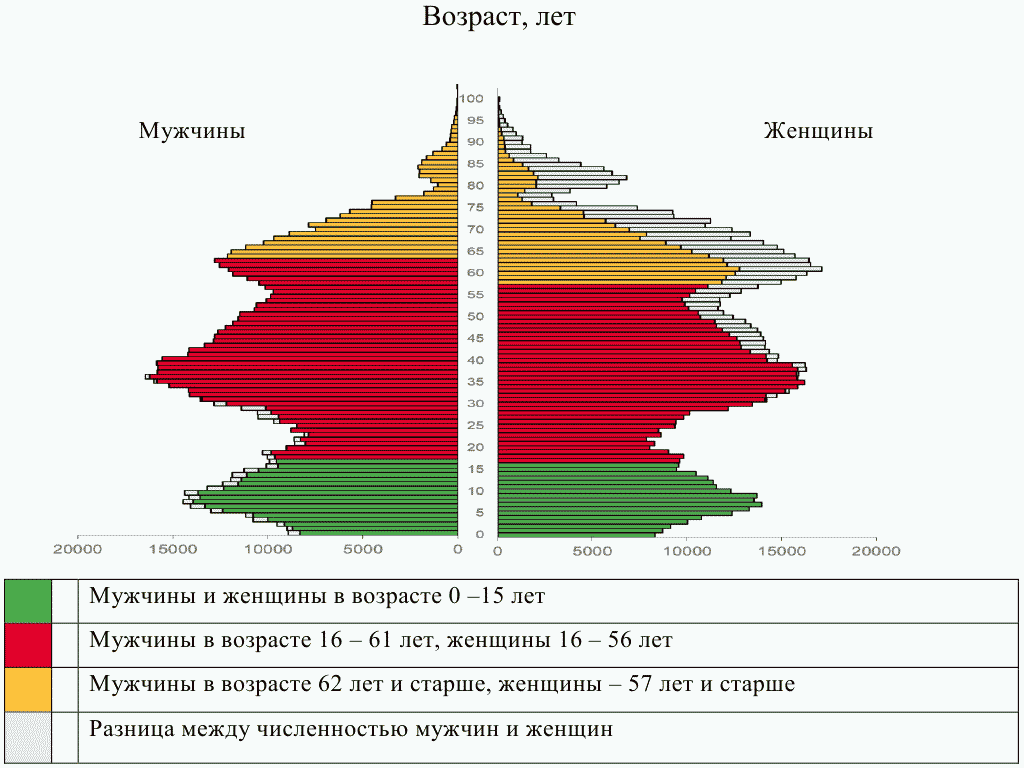 Возраст, лет
Мужчины
Женщины
100
95
90
85
80
75
70
65
60
55
50
45
40
35
30
25
20
15
10
5
0
20000 15000 10000 5000 0 0 5000 10000 15000 20000
Мужчины и женщины в возрасте 0 –15 лет
Мужчины в возрасте 16 – 61 лет, женщины 16 – 56 лет
Мужчины в возрасте 62 лет и старше, женщины – 57 лет и старше
Разница между численностью мужчин и женщин